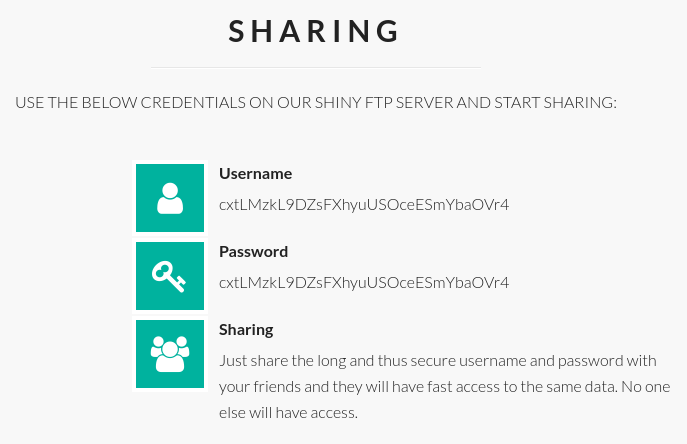 SHARING
USE THE BELOW CREDENTIALS ON OUR SHINY FTP SERVER AND START SHARING:
Username
cxtLMzkL9DZsFXhyuUSOceESmYbaOVr4
Password
cxtLMzkL9DZsFXhyuUSOceESmYbaOVr4
Sharing
Just share the long and thus secure username and password with
your friends and they will have fast access to the same data. No one
else will have access.